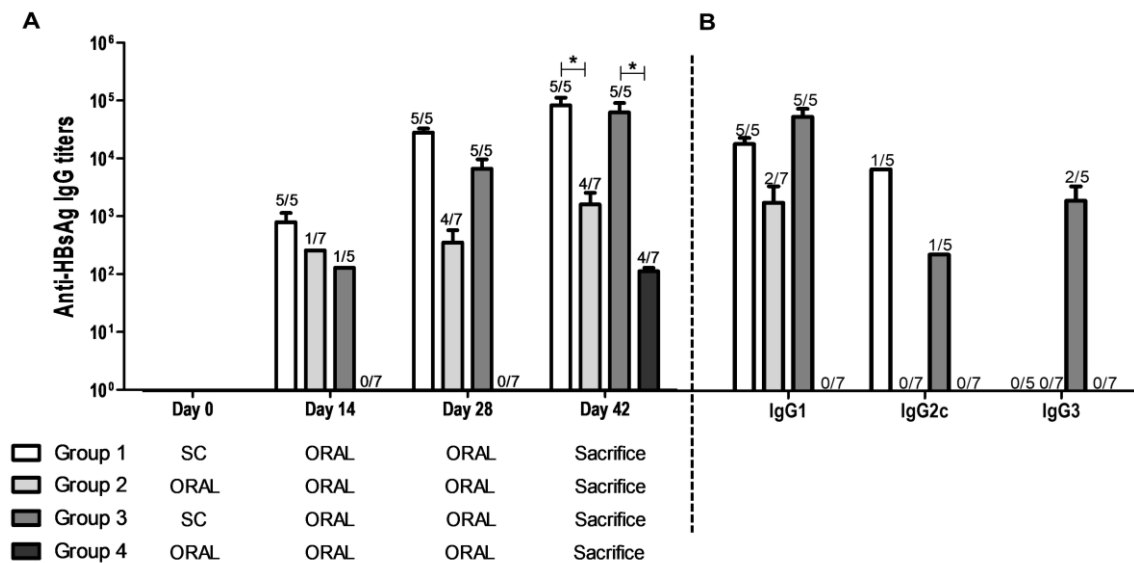 A
B
Anti-HBsAg IgG titers
10^6
10^5
10^4
10^3
10^2
10^1
10^0
5/5 1/7 1/5 0/7
5/5 4/7 5/5 0/7
* *
5/5 4/7 5/5 4/7
5/5 2/7 5/5 0/7
1/5 0/7 1/5 0/7
0/5 0/7 2/5 0/7
Day 0 Day 14 Day 28 Day 42 IgG1 IgG2c IgG3
Group 1 SC ORAL ORAL Sacrifice
Group 2 ORAL ORAL ORAL Sacrifice
Group 3 SC ORAL ORAL Sacrifice
Group 4 ORAL ORAL ORAL Sacrifice